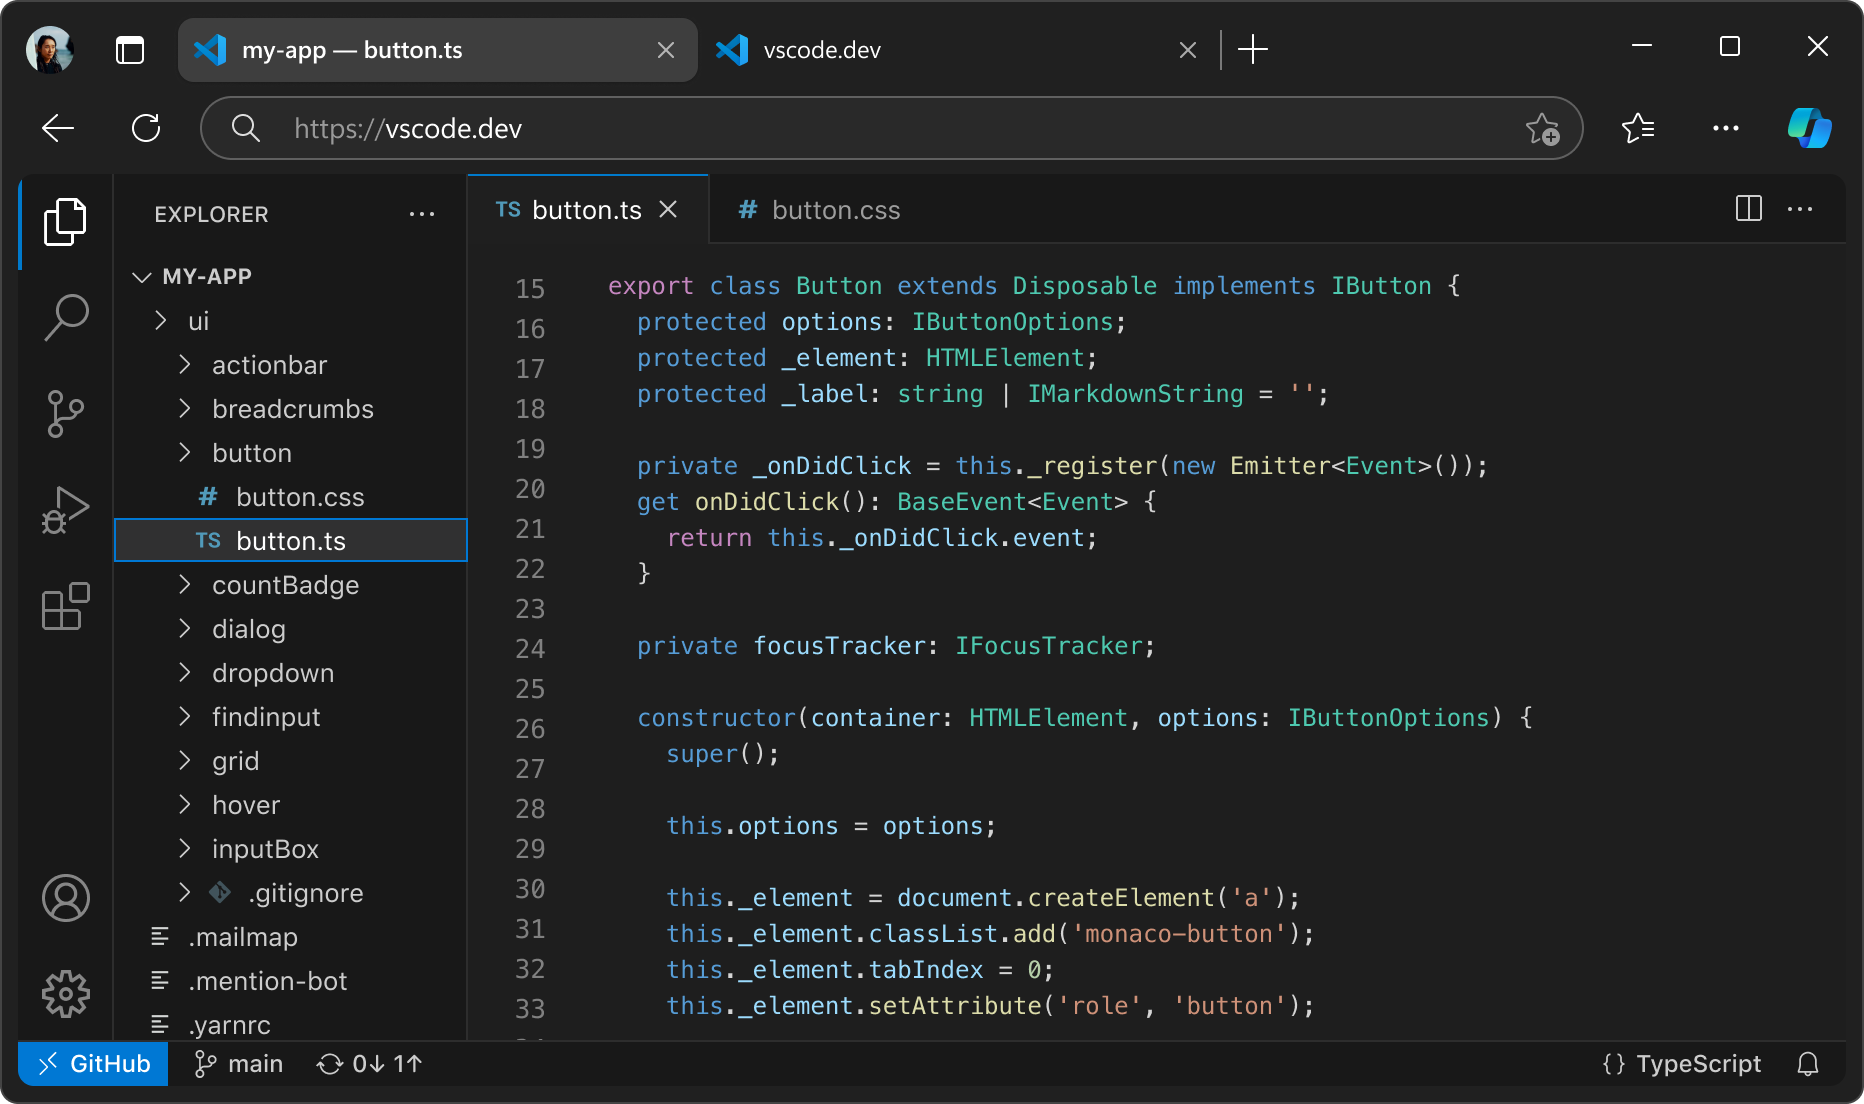 my-app — button.ts
vscode.dev
https://vscode.dev
EXPLORER
MY-APP
ui
actionbar
breadcrumbs
button
# button.css
TS button.ts
countBadge
dialog
dropdown
findinput
grid
hover
inputBox
.gitignore
.mailmap
.mention-bot
.yarnrc
TS button.ts
# button.css
15
16
17
18
19
20
21
22
23
24
25
26
27
28
29
30
31
32
33
export class Button extends Disposable implements IButton {
protected options: IButtonOptions;
protected _element: HTMLElement;
protected _label: string | IMarkdownString = '';
private _onDidClick = this._register(new Emitter<Event>());
get onDidClick(): BaseEvent<Event> {
return this._onDidClick.event;
}
private focusTracker: IFocusTracker;
constructor(container: HTMLElement, options: IButtonOptions) {
super();
this.options = options;
this._element = document.createElement('a');
this._element.classList.add('monaco-button');
this._element.tabIndex = 0;
this._element.setAttribute('role', 'button');
GitHub
main
0↓ 1↑
{} TypeScript